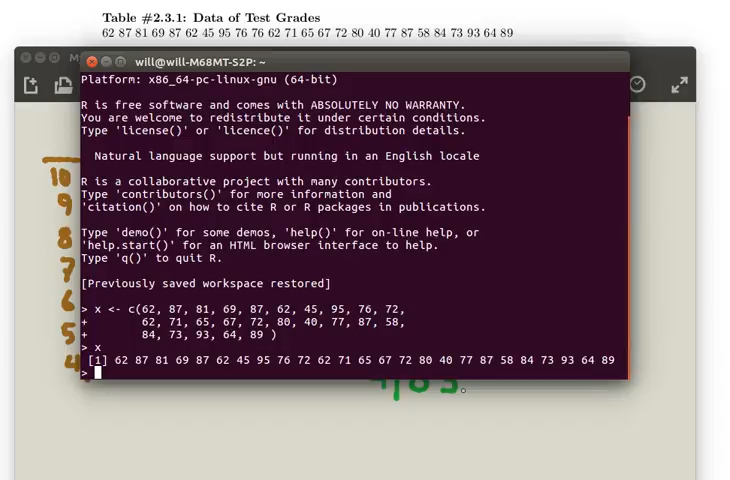 Table #2.3.1: Data of Test Grades
62 87 81 69 87 62 45 95 76 76 62 71 65 67 72 80 40 77 87 58 84 73 93 64 89
will@will-M68MT-S2P: ~
Platform: x86_64-pc-linux-gnu (64-bit)
R is free software and comes with ABSOLUTELY NO WARRANTY.
You are welcome to redistribute it under certain conditions.
Type 'license()' or 'licence()' for distribution details.
Natural language support but running in an English locale
R is a collaborative project with many contributors.
Type 'contributors()' for more information and
'citation()' on how to cite R or R packages in publications.
Type 'demo()' for some demos, 'help()' for on-line help, or
'help.start()' for an HTML browser interface to help.
Type 'q()' to quit R.
[Previously saved workspace restored]
> x <- c(62, 87, 81, 69, 87, 62, 45, 95, 76, 72,
+ 62, 71, 65, 67, 72, 80, 40, 77, 87, 58,
+ 84, 73, 93, 64, 89 )
> x
[1] 62 87 81 69 87 62 45 95 76 72 62 71 65 67 72 80 40 77 87 58 84 73 93 64 89
>
10
9
8
7
6
5
4